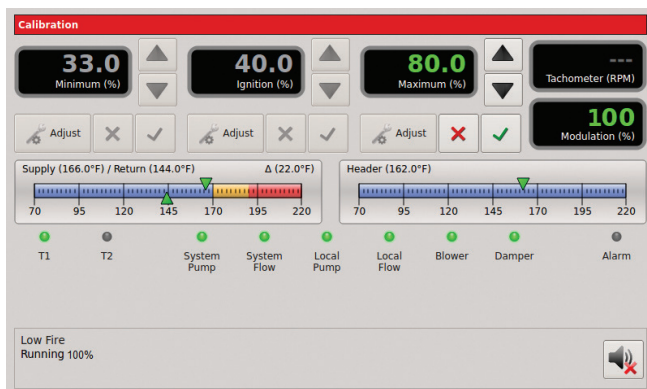 Calibration
33.0
Minimum (%)
40.0
Ignition (%)
80.0
Maximum (%)
---
Tachometer (RPM)
Adjust
Adjust
Adjust
100
Modulation (%)
Supply (166.0°F) / Return (144.0°F) Δ (22.0°F)
70 95 120 145 170 195 220
Header (162.0°F)
70 95 120 145 170 195 220
T1
T2
System Pump
System Flow
Local Pump
Local Flow
Blower
Damper
Alarm
Low Fire
Running 100%